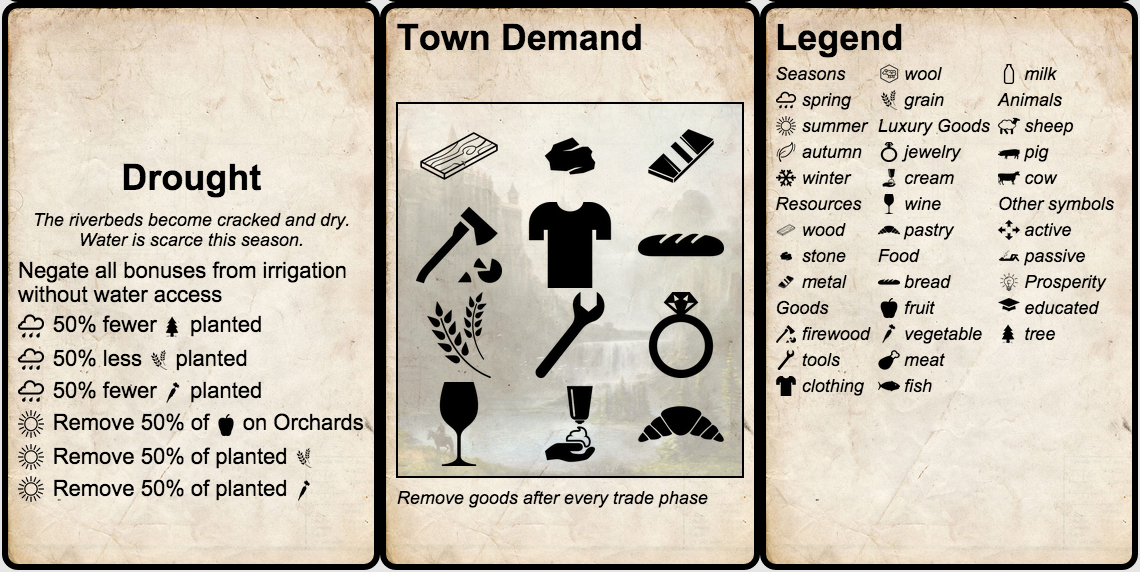 Drought
The riverbeds become cracked and dry.
Water is scarce this season.
Negate all bonuses from irrigation
without water access
50% fewer planted
50% less planted
50% fewer planted
Remove 50% of on Orchards
Remove 50% of planted
Remove 50% of planted
Town Demand
Remove goods after every trade phase
Legend
Seasons
spring
summer
autumn
winter
Resources
wood
stone
metal
Goods
firewood
tools
clothing
wool
grain
Luxury Goods
jewelry
cream
wine
pastry
Food
bread
fruit
vegetable
meat
fish
milk
Animals
sheep
pig
cow
Other symbols
active
passive
Prosperity
educated
tree